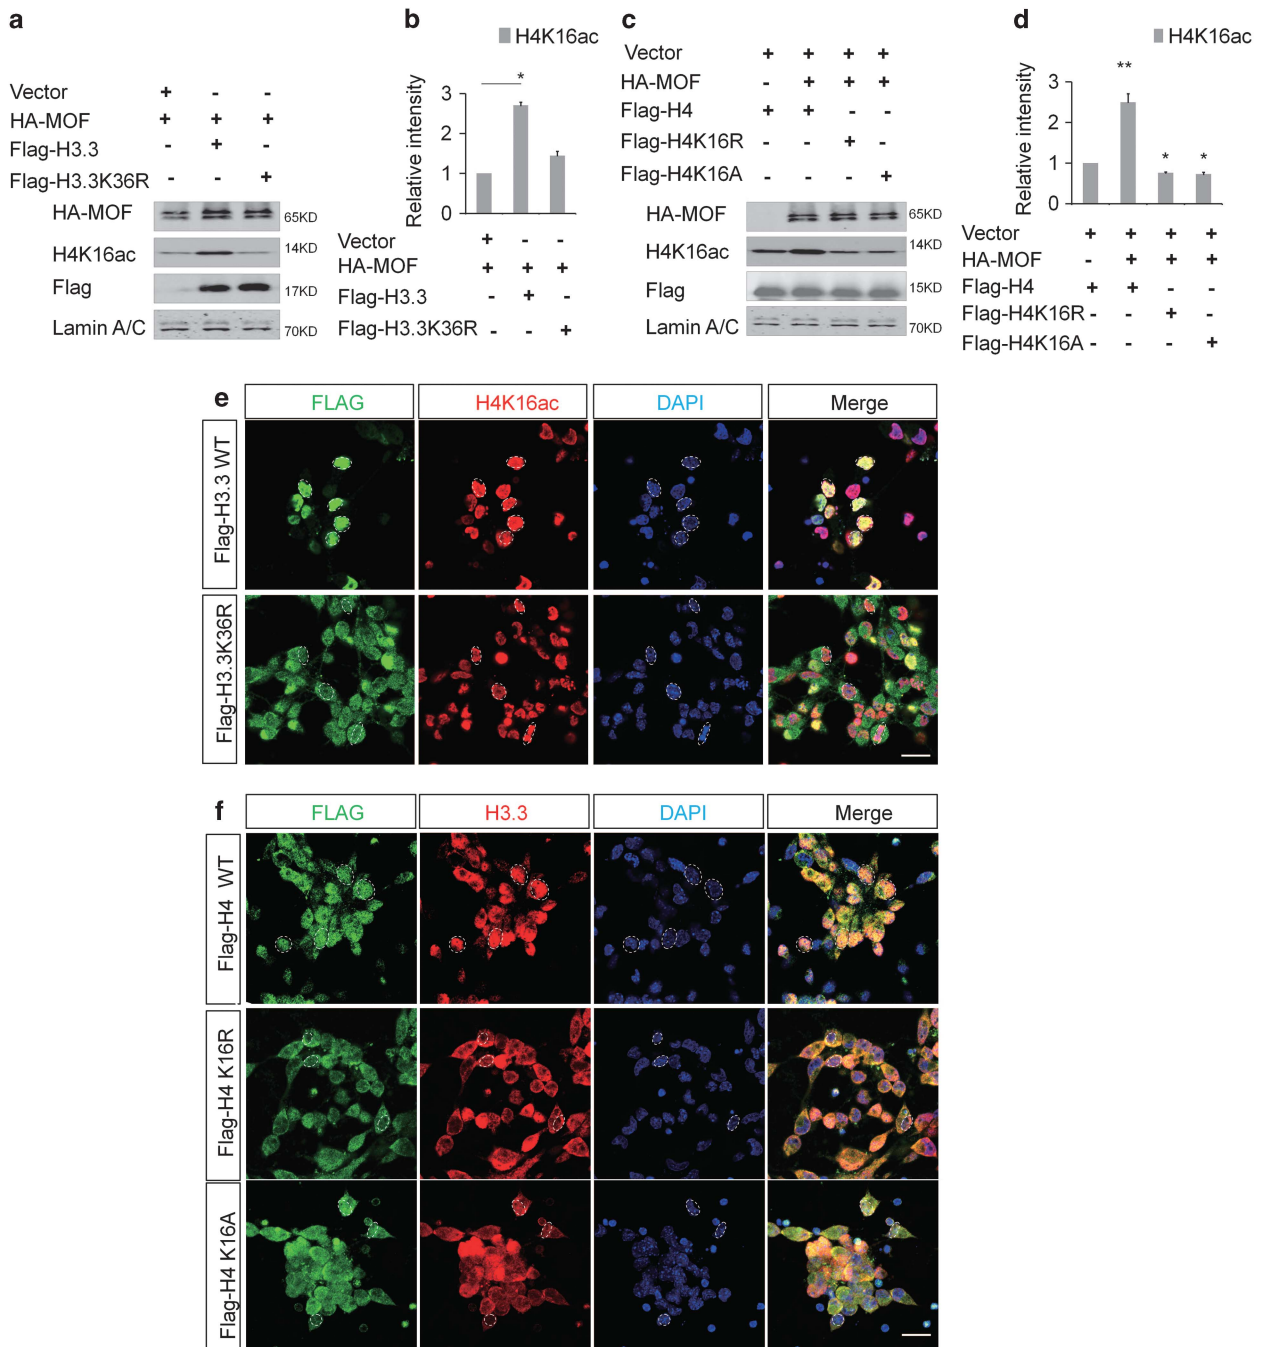 a
Vector + - -
HA-MOF + + +
Flag-H3.3 - + -
Flag-H3.3K36R - - +
HA-MOF 65KD
H4K16ac 14KD
Flag 17KD
Lamin A/C 70KD
b
H4K16ac
Relative intensity
3
2
1
0
*
Vector + - -
HA-MOF + + +
Flag-H3.3 - + -
Flag-H3.3K36R - - +
c
Vector + + + +
HA-MOF - + + +
Flag-H4 + + - -
Flag-H4K16R - - + -
Flag-H4K16A - - - +
HA-MOF 65KD
H4K16ac 14KD
Flag 15KD
Lamin A/C 70KD
d
H4K16ac
Relative intensity
3
2
1
0
**
* *
Vector + + + +
HA-MOF - + + +
Flag-H4 + + - -
Flag-H4K16R - - + -
Flag-H4K16A - - - +
e
FLAG H4K16ac DAPI Merge
Flag-H3.3 WT
Flag-H3.3K36R
f
FLAG H3.3 DAPI Merge
Flag-H4 WT
Flag-H4 K16R
Flag-H4 K16A